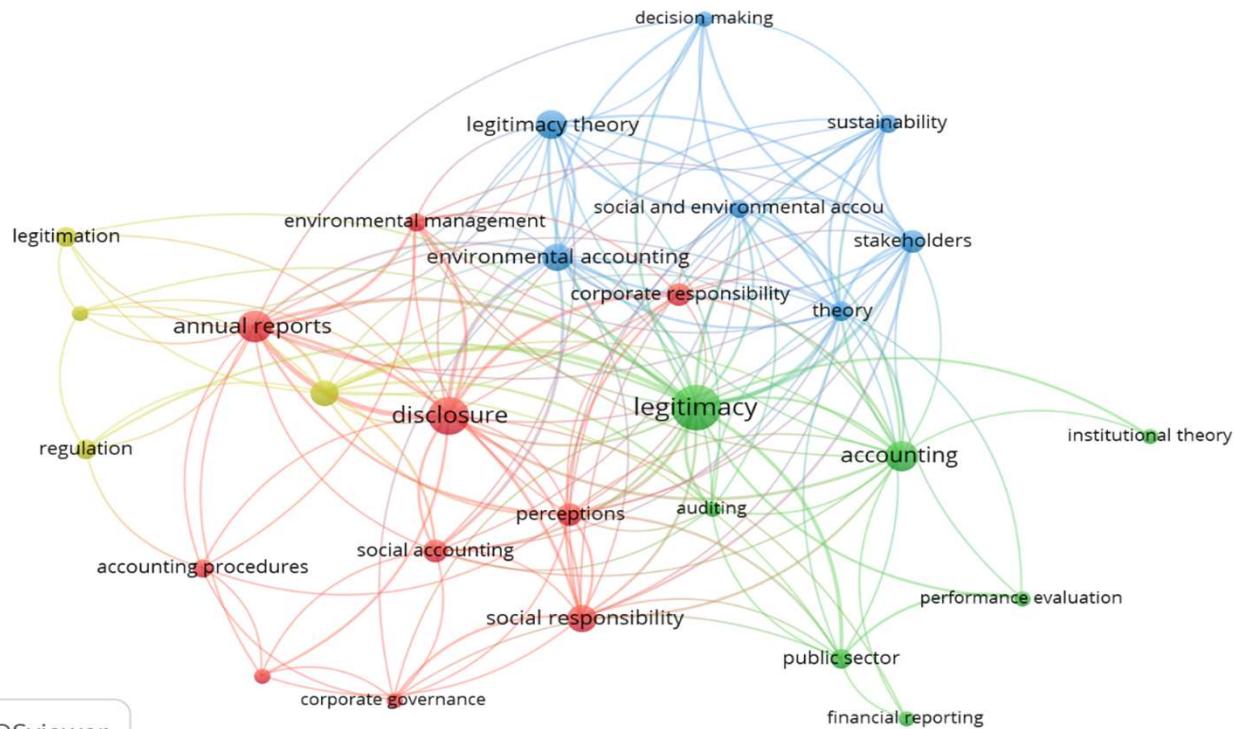 decision making
legitimacy theory
sustainability
social and environmental accou
environmental management
legitimation
stakeholders
environmental accounting
corporate responsibility
theory
annual reports
legitimacy
disclosure
institutional theory
regulation
accounting
auditing
perceptions
social accounting
accounting procedures
performance evaluation
social responsibility
public sector
corporate governance
financial reporting